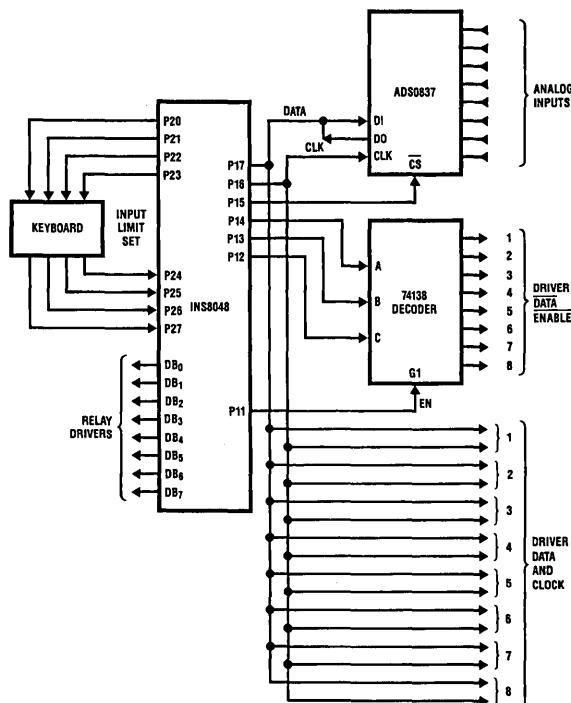 ADS0837
DI
DO
CLK
CS
ANALOG
INPUTS
DATA
CLK
P20
P21
P22
P23
P17
P16
P15
P14
P13
P12
KEYBOARD
INPUT
LIMIT
SET
INS8048
P24
P25
P26
P27
A
B
C
74138
DECODER
G1
EN
1
2
3
4
5
6
7
8
DRIVER
DATA
ENABLE
RELAY
DRIVERS
DB0
DB1
DB2
DB3
DB4
DB5
DB6
DB7
P11
1
2
3
4
5
6
7
8
DRIVER
DATA
AND
CLOCK